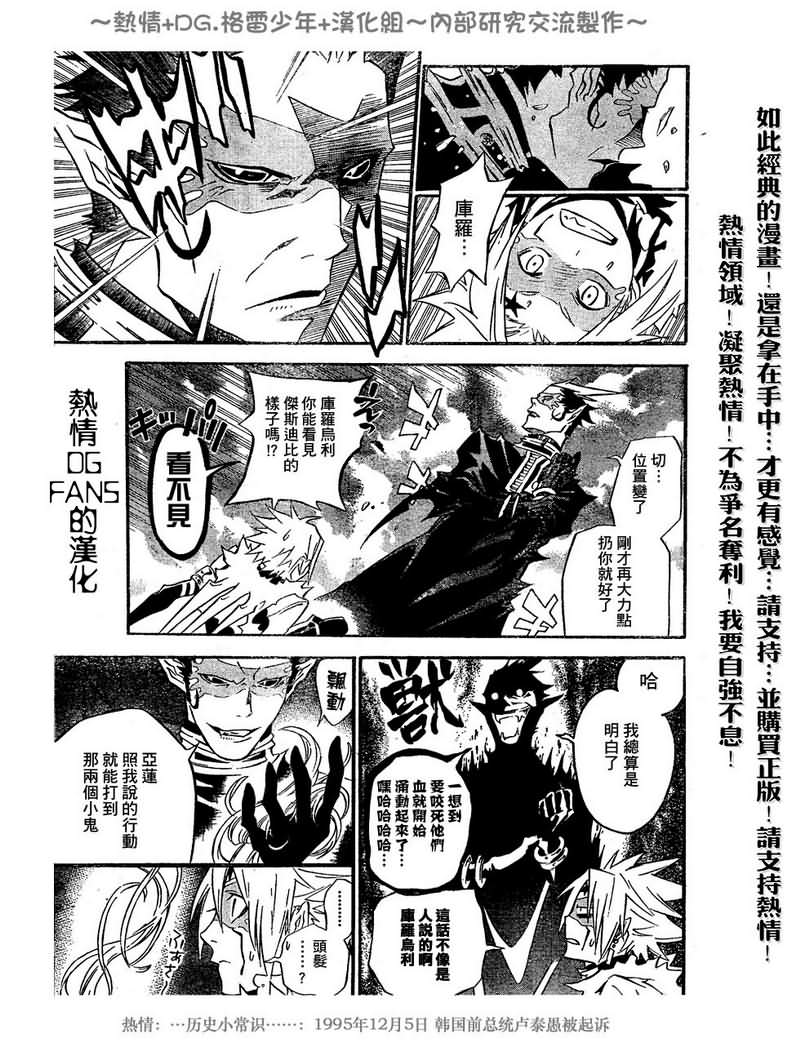 ～熱情+DG.格雷少年+漢化組～內部研究交流製作～
如此經典的漫畫！還是拿在手中…才更有感覺…請支持…並購買正版！請支持熱情！
熱情領域！凝聚熱情！不為爭名奪利！我要自強不息！
庫羅…
熱情
DG
FANS
的漢化
切…
位置變了
剛才再大力點
扔你就好了
庫羅烏利
你能看見
傑斯迪比的
樣子嗎!?
看不見
キッパリ
哈
我總算是
明白了
獸
一想到
要咬死他們
血就開始
涌動起來了…
嘿哈哈哈哈…
這話不像是
人說的啊
庫羅烏利
飄動
亞蓮
照我說的行動
就能打到
那兩個小鬼
頭髮
……?
ふぁさ
熱情：…历史小常识……：1995年12月5日 韩国前总统卢泰愚被起诉